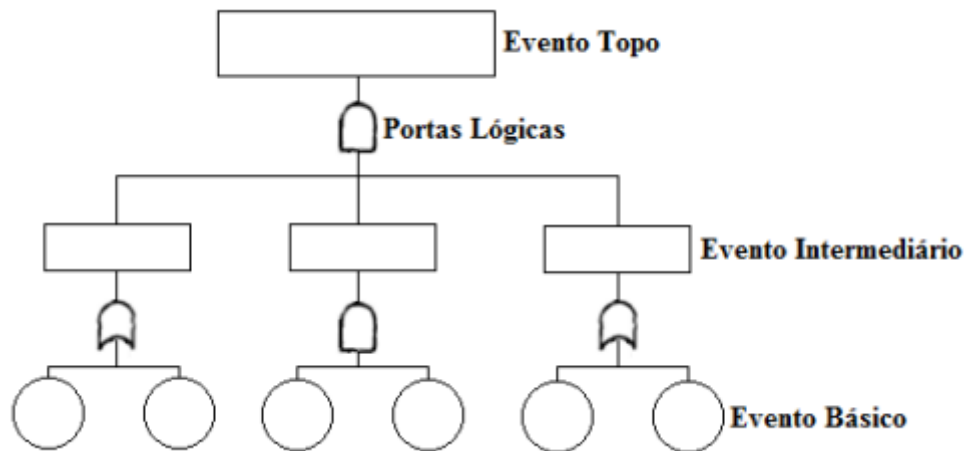 Evento Topo
Portas Lógicas
Evento Intermediário
Evento Básico